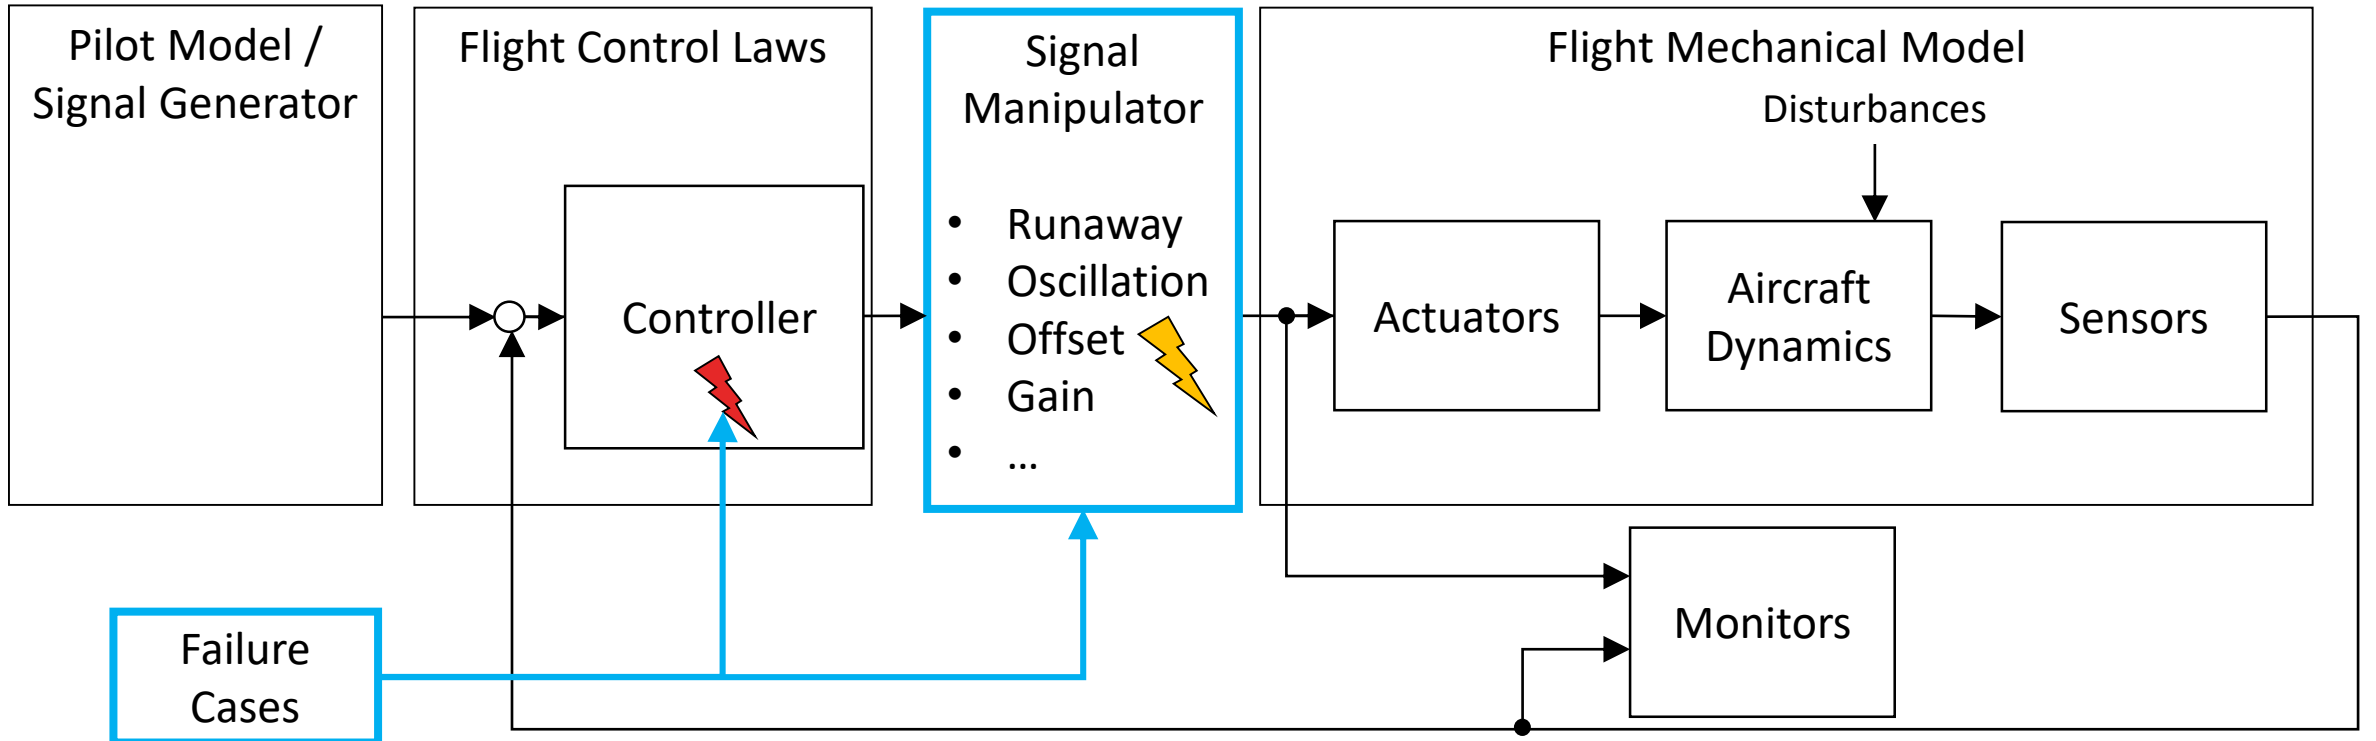 Pilot Model /
Signal Generator
Flight Control Laws
Controller
Signal
Manipulator
• Runaway
• Oscillation
• Offset
• Gain
• ...
Flight Mechanical Model
Disturbances
Actuators
Aircraft
Dynamics
Sensors
Monitors
Failure
Cases